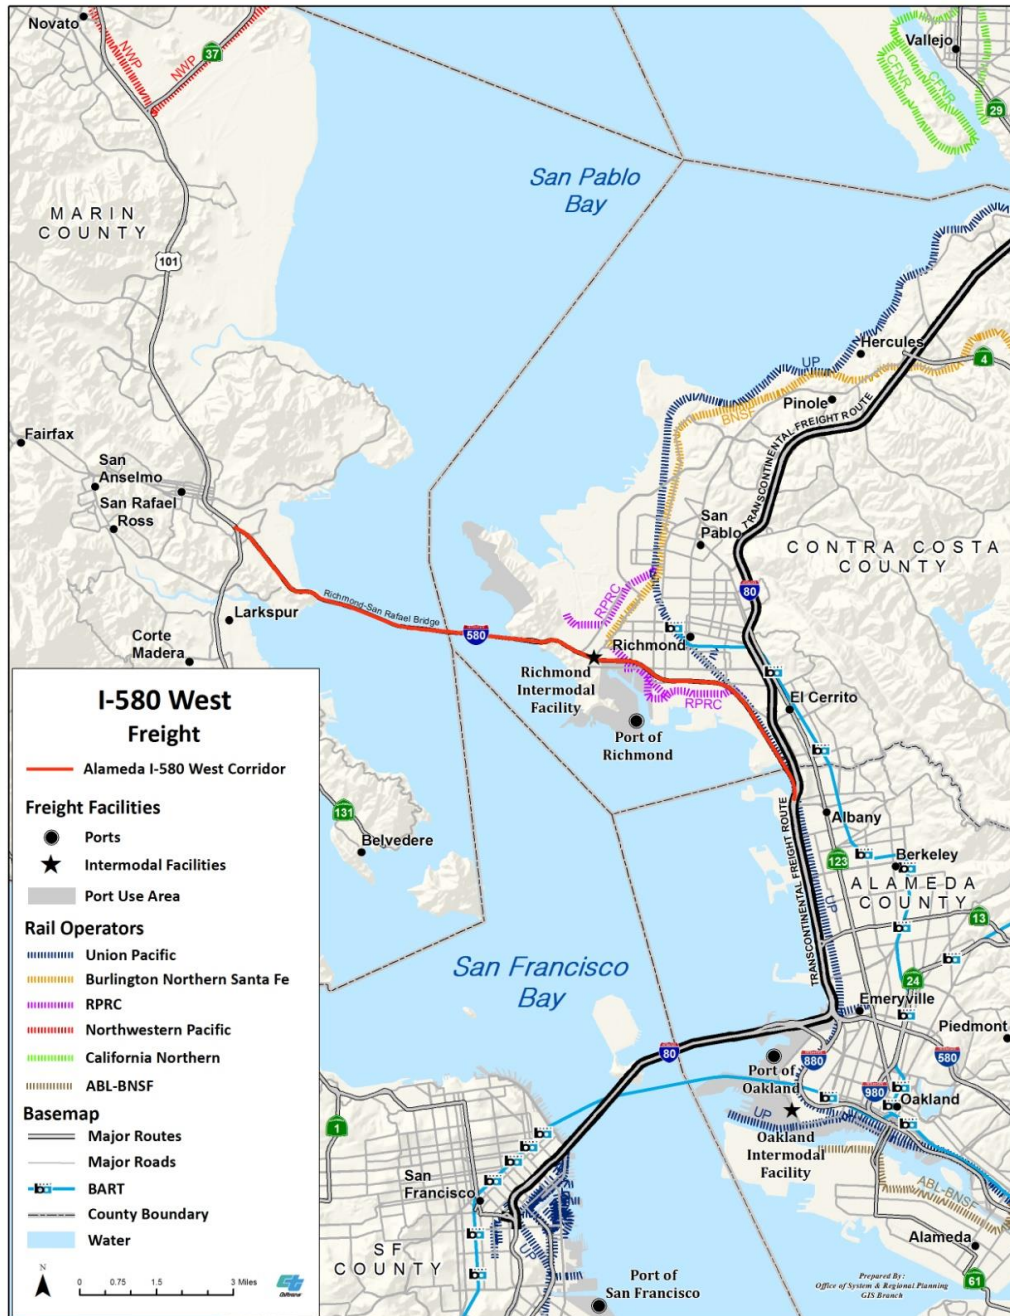 Novato
NWP
NWP
37
Vallejo
CFNR
CFNR
29
San Pablo
Bay
MARIN
COUNTY
101
Hercules
UP
4
BNSF
Pinole
TRANSCONTINENTAL FREIGHT ROUTE
Fairfax
San
Anselmo
San Rafael
Ross
San
Pablo
CONTRA COSTA
COUNTY
80
RPRC
Richmond-San Rafael Bridge
Larkspur
580
Richmond
Corte
Madera
Richmond
Intermodal
Facility
RPRC
El Cerrito
Port of
Richmond
I-580 West
Freight
Alameda I-580 West Corridor
Freight Facilities
Ports
Intermodal Facilities
Port Use Area
Rail Operators
Union Pacific
Burlington Northern Santa Fe
RPRC
Northwestern Pacific
California Northern
ABL-BNSF
Basemap
Major Routes
Major Roads
BART
County Boundary
Water
N
0 0.75 1.5 3 Miles
Caltrans
131
Belvedere
TRANSCONTINENTAL FREIGHT ROUTE
Albany
123
Berkeley
ALAMEDA
COUNTY
UP
13
San Francisco
Bay
24
Emeryville
Piedmont
80
880
580
Port of
Oakland
980
Oakland
1
UP
Oakland
Intermodal
Facility
San
Francisco
ABL-BNSF
UP
SF
COUNTY
Alameda
Port of
San Francisco
61
Prepared By:
Office of System & Regional Planning
GIS Branch